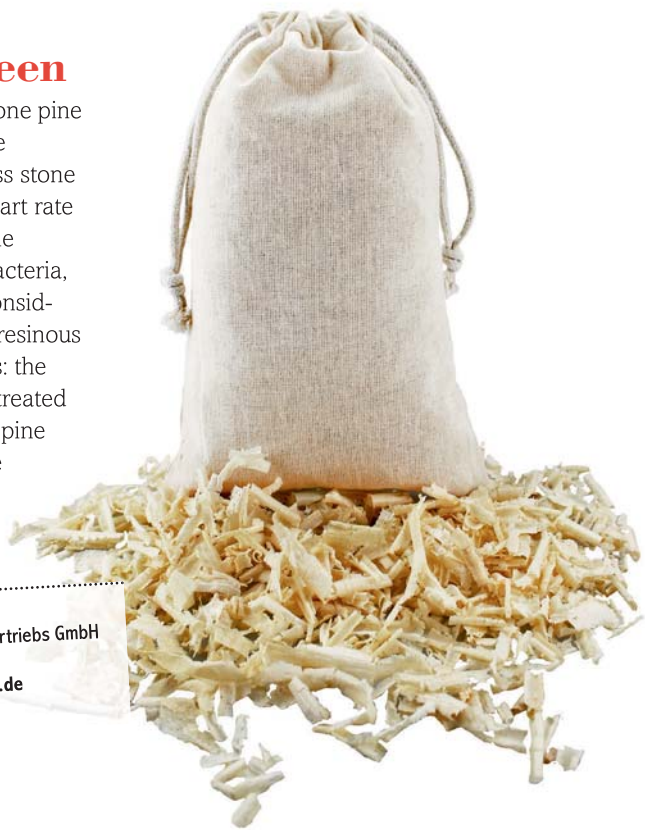 een
one pine
e
ss stone
art rate
e
acteria,
onsid-
resinous
s: the
treated
pine
e
rtriebs GmbH
.de